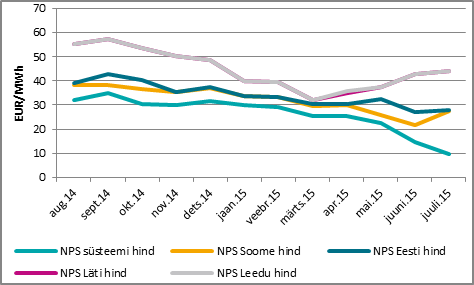 70
60
50
40
30
20
10
0
EUR/MWh
aug.14 sept.14 okt.14 nov.14 dets.14 jaan.15 veebr.15 märts.15 apr.15 mai.15 juuni.15 juuli.15
NPS süsteemi hind NPS Soome hind NPS Eesti hind
NPS Läti hind NPS Leedu hind